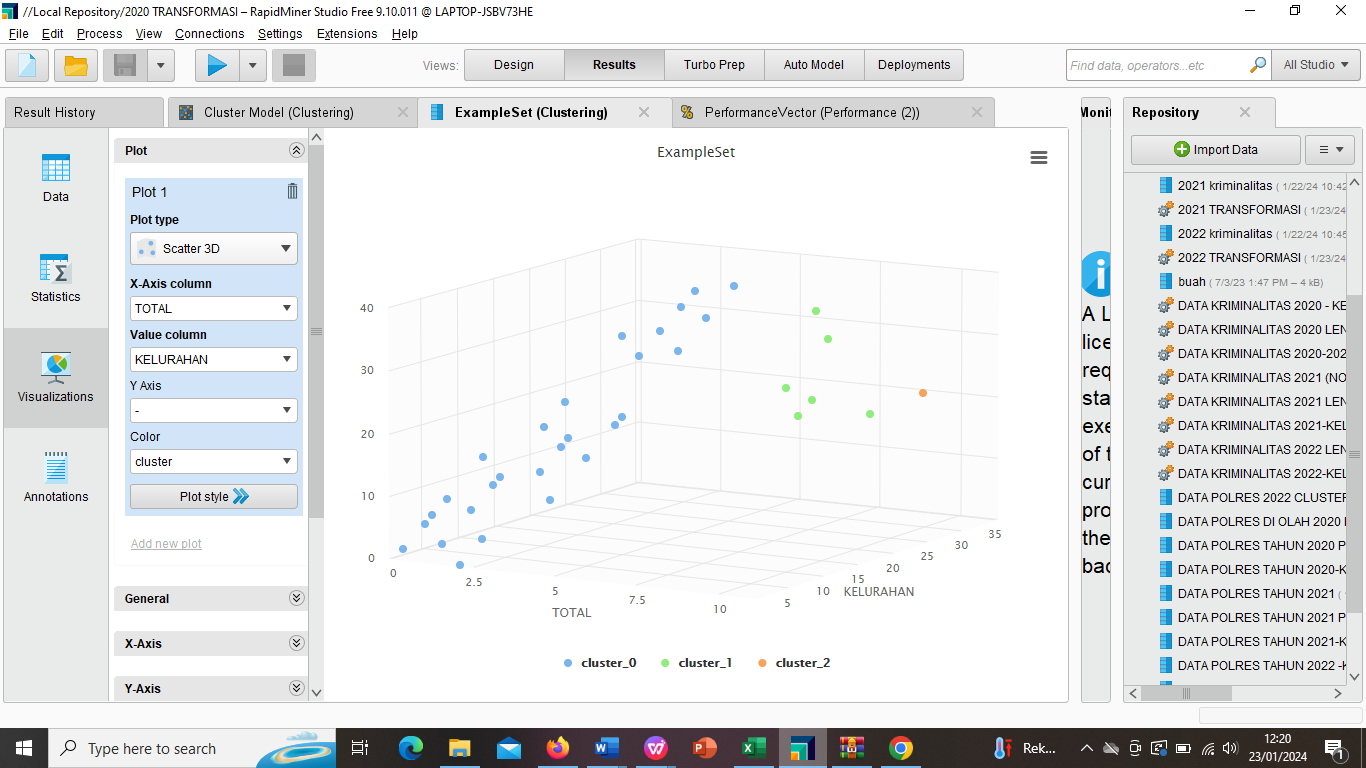 //Local Repository/2020 TRANSFORMASI – RapidMiner Studio Free 9.10.011 @ LAPTOP-JSBV73HE
File Edit Process View Connections Settings Extensions Help
Views: Design Results Turbo Prep Auto Model Deployments Find data, operators...etc All Studio
Result History Cluster Model (Clustering) ExampleSet (Clustering) PerformanceVector (Performance (2)) Monit Repository
Data
Statistics
Visualizations
Annotations
Plot
Plot 1
Plot type
Scatter 3D
X-Axis column
TOTAL
Value column
KELURAHAN
Y Axis
-
Color
cluster
Plot style
Add new plot
General
X-Axis
Y-Axis
ExampleSet
40
30
20
10
0
0 2.5 5 7.5 10
TOTAL
5 10 15 20 25 30 35
KELURAHAN
cluster_0 cluster_1 cluster_2
A L
lice
req
sta
exe
of t
cur
pro
the
bac
Import Data
2021 kriminalitas ( 1/22/24 10:42
2021 TRANSFORMASI ( 1/23/24
2022 kriminalitas ( 1/22/24 10:45
2022 TRANSFORMASI ( 1/23/24
buah ( 7/3/23 1:47 PM – 4 kB)
DATA KRIMINALITAS 2020 - KE
DATA KRIMINALITAS 2020 LEN
DATA KRIMINALITAS 2020-202
DATA KRIMINALITAS 2021 (NO
DATA KRIMINALITAS 2021 LEN
DATA KRIMINALITAS 2021-KEL
DATA KRIMINALITAS 2022 LEN
DATA KRIMINALITAS 2022-KEL
DATA POLRES 2022 CLUSTER
DATA POLRES DI OLAH 2020
DATA POLRES TAHUN 2020 P
DATA POLRES TAHUN 2020-K
DATA POLRES TAHUN 2021 (
DATA POLRES TAHUN 2021 P
DATA POLRES TAHUN 2021-K
DATA POLRES TAHUN 2022 -K
Type here to search
Rek...
12:20
23/01/2024
1